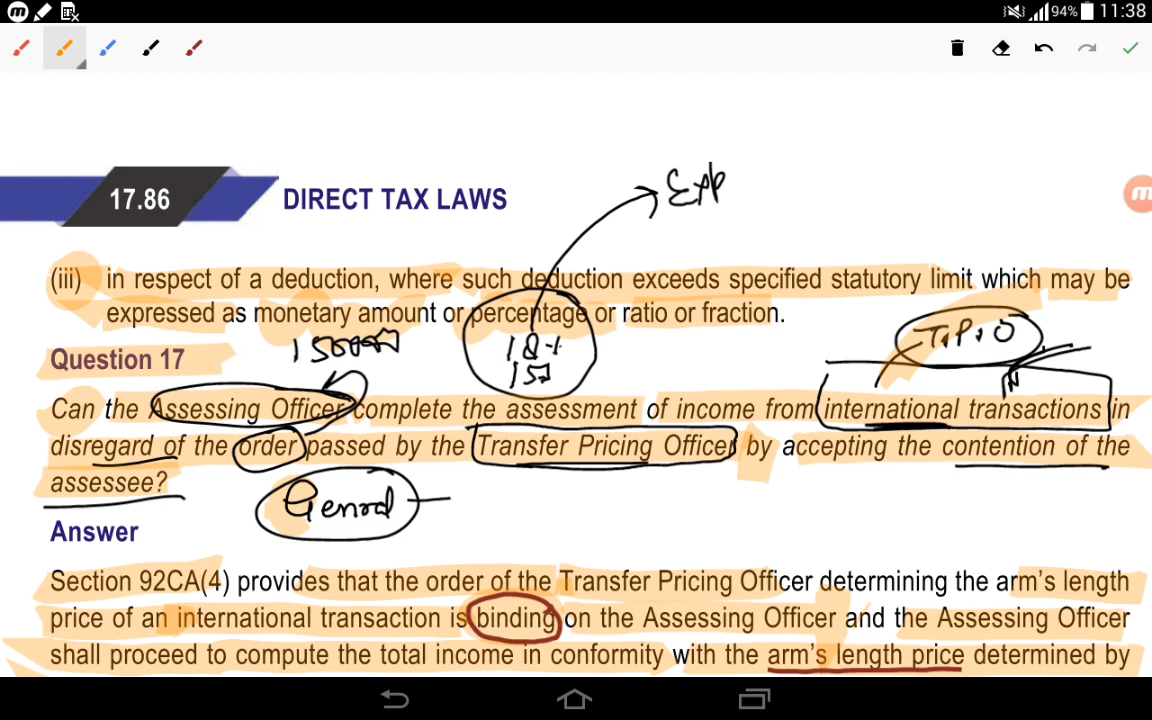 94% 11:38
Exp
17.86 DIRECT TAX LAWS
(iii) in respect of a deduction, where such deduction exceeds specified statutory limit which may be
expressed as monetary amount or percentage or ratio or fraction.
T.P.O
Question 17
Can the Assessing Officer complete the assessment of income from international transactions in
disregard of the order passed by the Transfer Pricing Officer by accepting the contention of the
assessee?
Answer
Section 92CA(4) provides that the order of the Transfer Pricing Officer determining the arm's length
price of an international transaction is binding on the Assessing Officer and the Assessing Officer
shall proceed to compute the total income in conformity with the arm's length price determined by